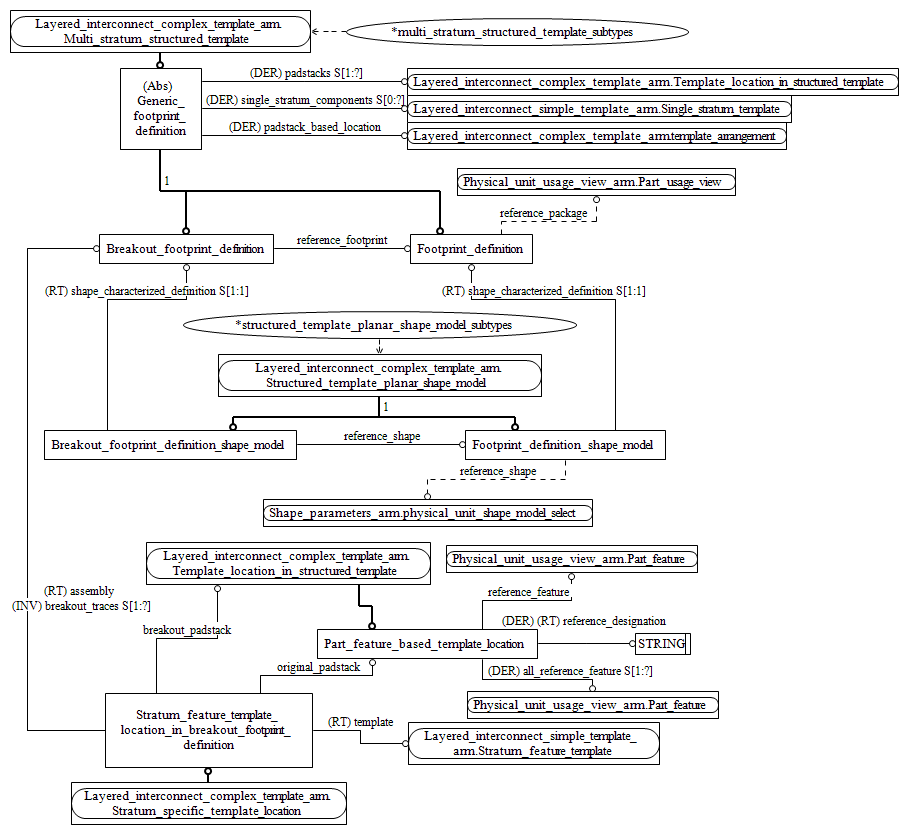 Layered_interconnect_complex_template_arm.
Multi_stratum_structured_template
*multi_stratum_structured_template_subtypes
(Abs)
Generic_
footprint_
definition
(DER) padstacks S[1:?]
Layered_interconnect_complex_template_arm.Template_location_in_structured_template
(DER) single_stratum_components S[0:?]
Layered_interconnect_simple_template_arm.Single_stratum_template
(DER) padstack_based_location
Layered_interconnect_complex_template_arm.template_arrangement
1
Physical_unit_usage_view_arm.Part_usage_view
reference_package
Breakout_footprint_definition
reference_footprint
Footprint_definition
(RT) shape_characterized_definition S[1:1]
(RT) shape_characterized_definition S[1:1]
*structured_template_planar_shape_model_subtypes
Layered_interconnect_complex_template_arm.
Structured_template_planar_shape_model
1
Breakout_footprint_definition_shape_model
reference_shape
Footprint_definition_shape_model
reference_shape
Shape_parameters_arm.physical_unit_shape_model_select
Layered_interconnect_complex_template_arm.
Template_location_in_structured_template
Physical_unit_usage_view_arm.Part_feature
(RT) assembly
(INV) breakout_traces S[1:?]
reference_feature
breakout_padstack
(DER) (RT) reference_designation
Part_feature_based_template_location
STRING
original_padstack
(DER) all_reference_feature S[1:?]
Physical_unit_usage_view_arm.Part_feature
Stratum_feature_template_
location_in_breakout_footprint_
definition
(RT) template
Layered_interconnect_simple_template_
arm.Stratum_feature_template
Layered_interconnect_complex_template_arm.
Stratum_specific_template_location